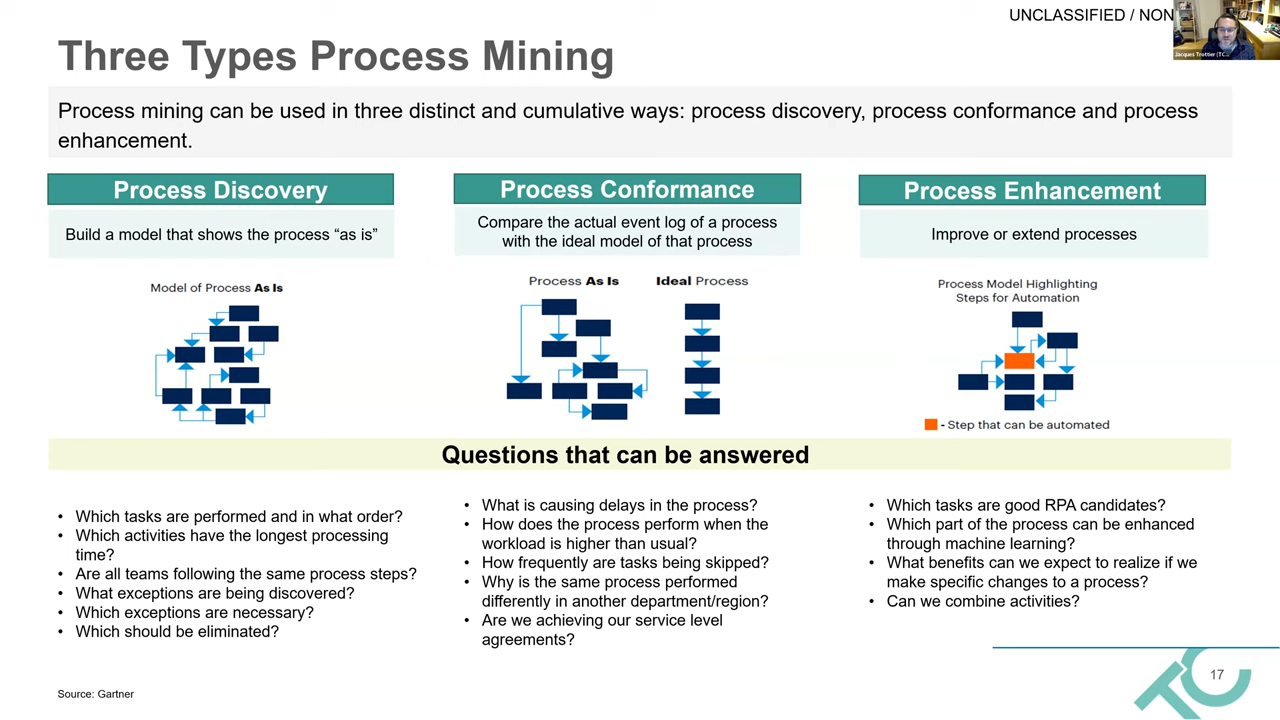 UNCLASSIFIED / NON
Jacques Trottier (TC...
Three Types Process Mining
Process mining can be used in three distinct and cumulative ways: process discovery, process conformance and process
enhancement.
Process Discovery
Build a model that shows the process “as is”
Model of Process As Is
Process Conformance
Compare the actual event log of a process
with the ideal model of that process
Process As Is
Ideal Process
Process Enhancement
Improve or extend processes
Process Model Highlighting
Steps for Automation
- Step that can be automated
Questions that can be answered
• Which tasks are performed and in what order?
• Which activities have the longest processing
time?
• Are all teams following the same process steps?
• What exceptions are being discovered?
• Which exceptions are necessary?
• Which should be eliminated?
• What is causing delays in the process?
• How does the process perform when the
workload is higher than usual?
• How frequently are tasks being skipped?
• Why is the same process performed
differently in another department/region?
• Are we achieving our service level
agreements?
• Which tasks are good RPA candidates?
• Which part of the process can be enhanced
through machine learning?
• What benefits can we expect to realize if we
make specific changes to a process?
• Can we combine activities?
Source: Gartner
TC
17